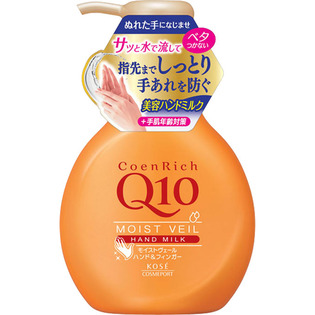 ぬれた手になじませ
サッと水で流して
ベタ
つかない
指先までしっとり
手あれを防ぐ
美容ハンドミルク
+手肌年齢対策
CoenRich
Q10
MOIST VEIL
HAND MILK
モイストヴェール
ハンド&フィンガー
KOSÉ
COSMEPORT